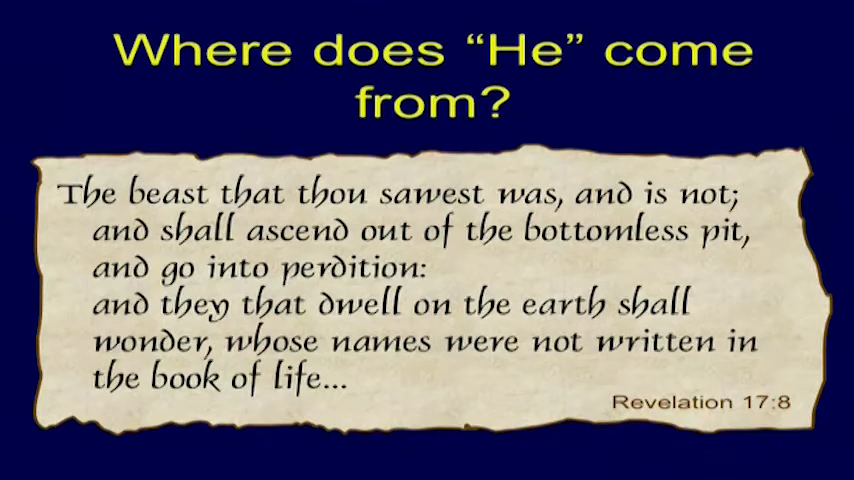 Where does “He” come
from?
The beast that thou sawest was, and is not;
and shall ascend out of the bottomless pit,
and go into perdition:
and they that dwell on the earth shall
wonder, whose names were not written in
the book of life...
Revelation 17:8